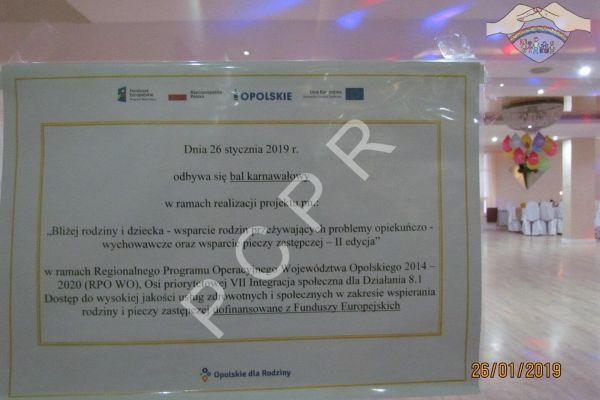 Fundusze
Europejskie
Rzeczpospolita
Polska
OPOLSKIE
Unia Europejska
Dnia 26 stycznia 2019 r.
odbywa się bal karnawałowy
w ramach realizacji projektu pn.:
„Bliżej rodziny i dziecka - wsparcie rodzin przeżywających problemy opiekuńczo -
wychowawcze oraz wsparcie pieczy zastępczej – II edycja”
w ramach Regionalnego Programu Operacyjnego Województwa Opolskiego 2014 –
2020 (RPO WO), Osi priorytetowej VII Integracja społeczna dla Działania 8.1
Dostęp do wysokiej jakości usług zdrowotnych i społecznych w zakresie wspierania
rodziny i pieczy zastępszej dofinansowane z Funduszy Europejskich
Opolskie dla Rodziny
PCPR
26/01/2019